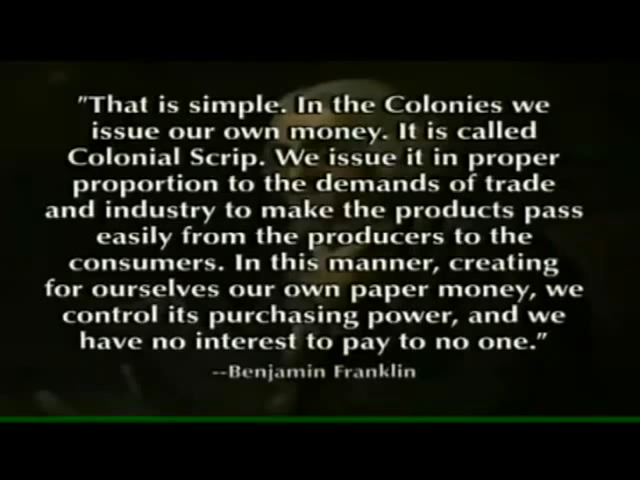 "That is simple. In the Colonies we
issue our own money. It is called
Colonial Scrip. We issue it in proper
proportion to the demands of trade
and industry to make the products pass
easily from the producers to the
consumers. In this manner, creating
for ourselves our own paper money, we
control its purchasing power, and we
have no interest to pay to no one."
--Benjamin Franklin